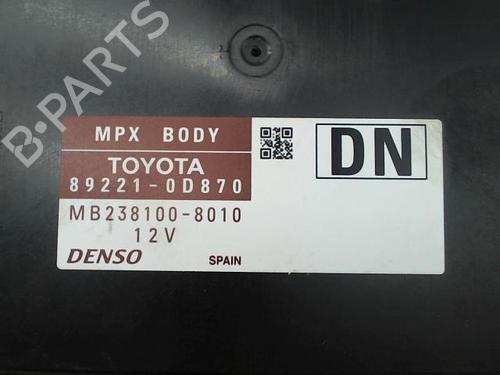 B-PARTS
MPX BODY
TOYOTA
89221-0D870
MB238100-8010
12V
DENSO
SPAIN
DN